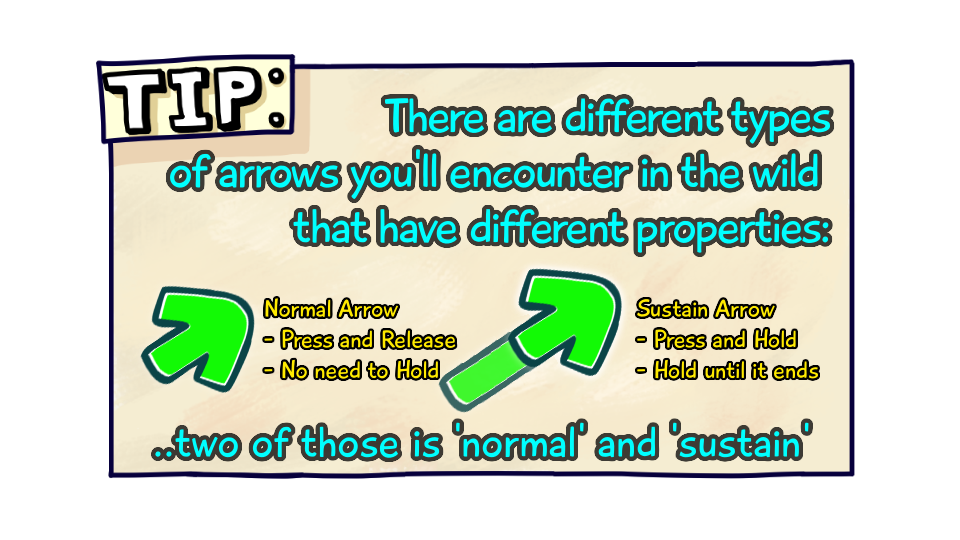 TIP:
There are different types
of arrows you'll encounter in the wild
that have different properties:
Normal Arrow
- Press and Release
- No need to Hold
Sustain Arrow
- Press and Hold
- Hold until it ends
..two of those is 'normal' and 'sustain'